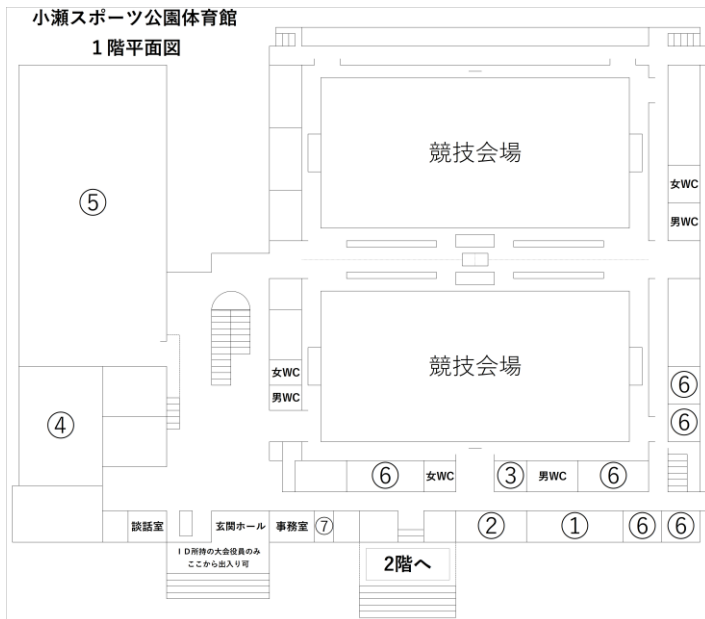 小瀬スポーツ公園体育館
１階平面図
競技会場
女WC
⑤
男WC
競技会場
女WC
⑥
男WC
④
⑥
⑥
女WC
③
男WC
⑥
談話室
玄関ホール
事務室
⑦
②
①
⑥
⑥
ＩＤ所持の大会役員のみ
ここから出入り可
2階へ